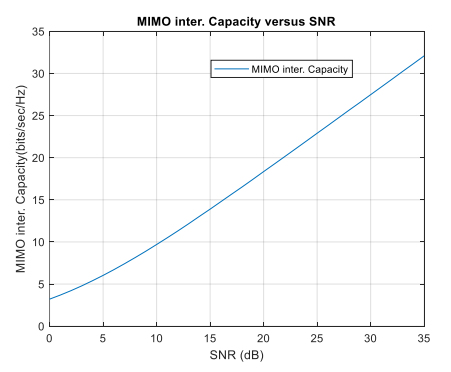 MIMO inter. Capacity versus SNR
35
30
25
20
15
10
5
0
MIMO inter. Capacity(bits/sec/Hz)
MIMO inter. Capacity
0 5 10 15 20 25 30 35
SNR (dB)